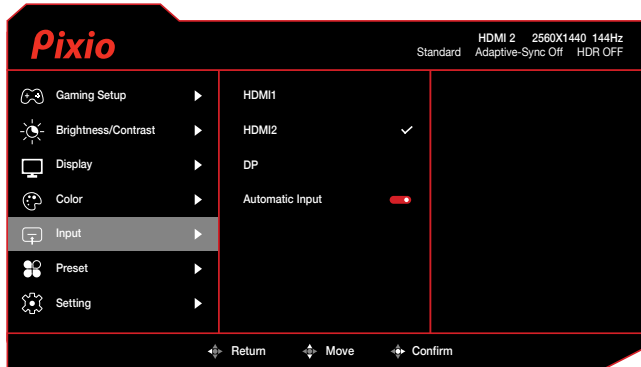 Pixio
HDMI 2 2560X1440 144Hz
Standard Adaptive-Sync Off HDR OFF
Gaming Setup
Brightness/Contrast
Display
Color
Input
Preset
Setting
HDMI1
HDMI2
DP
Automatic Input
Return Move Confirm